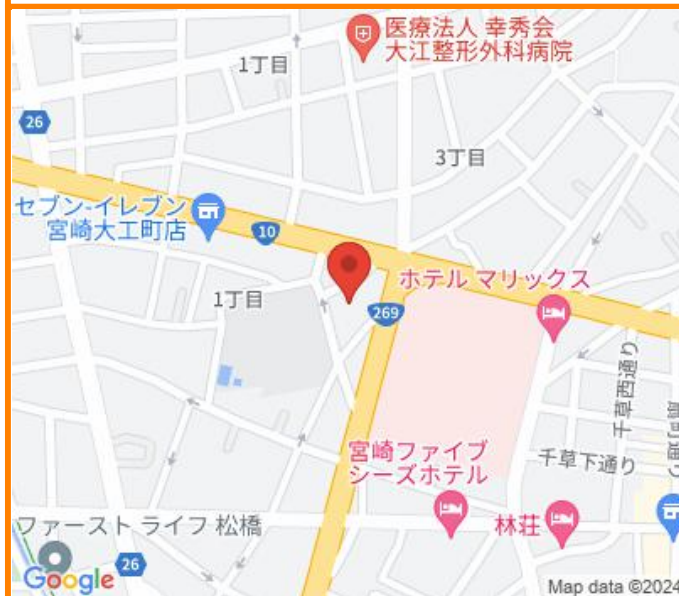 医療法人 幸秀会
大江整形外科病院
1丁目
26
3丁目
セブン-イレブン
宮崎大工町店
10
ホテル マリックス
1丁目
269
千草西通り
宮崎ファイブ
シーズホテル
千草下通り
林荘
ファースト ライフ 松橋
26
Google
Map data ©2024